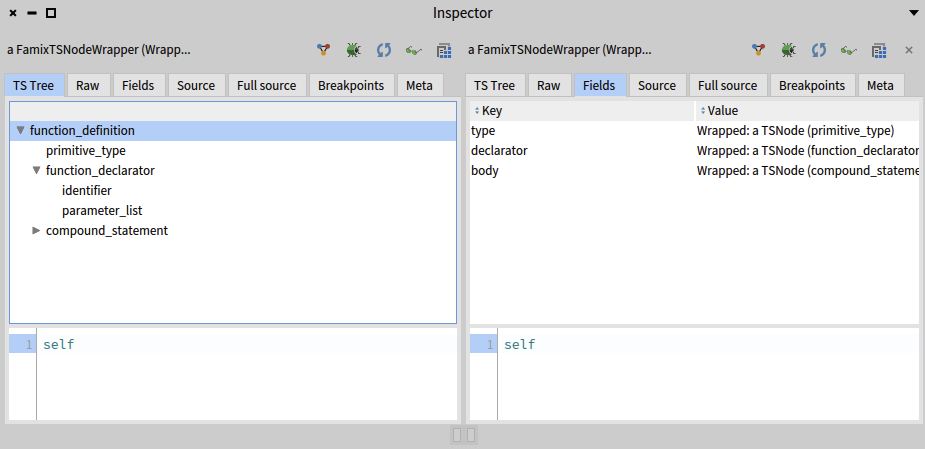 Inspector
a FamixTSNodeWrapper (Wrapp...
TS Tree Raw Fields Source Full source Breakpoints Meta
function_definition
primitive_type
function_declarator
identifier
parameter_list
compound_statement
1 self
a FamixTSNodeWrapper (Wrapp...
TS Tree Raw Fields Source Full source Breakpoints Meta
Key Value
type Wrapped: a TSNode (primitive_type)
declarator Wrapped: a TSNode (function_declarator
body Wrapped: a TSNode (compound_stateme
1 self